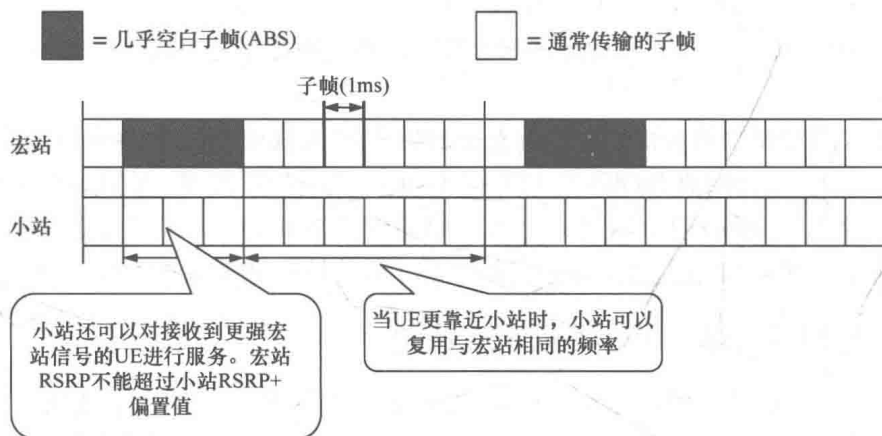 = 几乎空白子帧(ABS)
= 通常传输的子帧
子帧(1ms)
宏站
小站
小站还可以对接收到更强宏
站信号的UE进行服务。宏站
RSRP不能超过小站RSRP+
偏置值
当UE更靠近小站时，小站可以
复用与宏站相同的频率